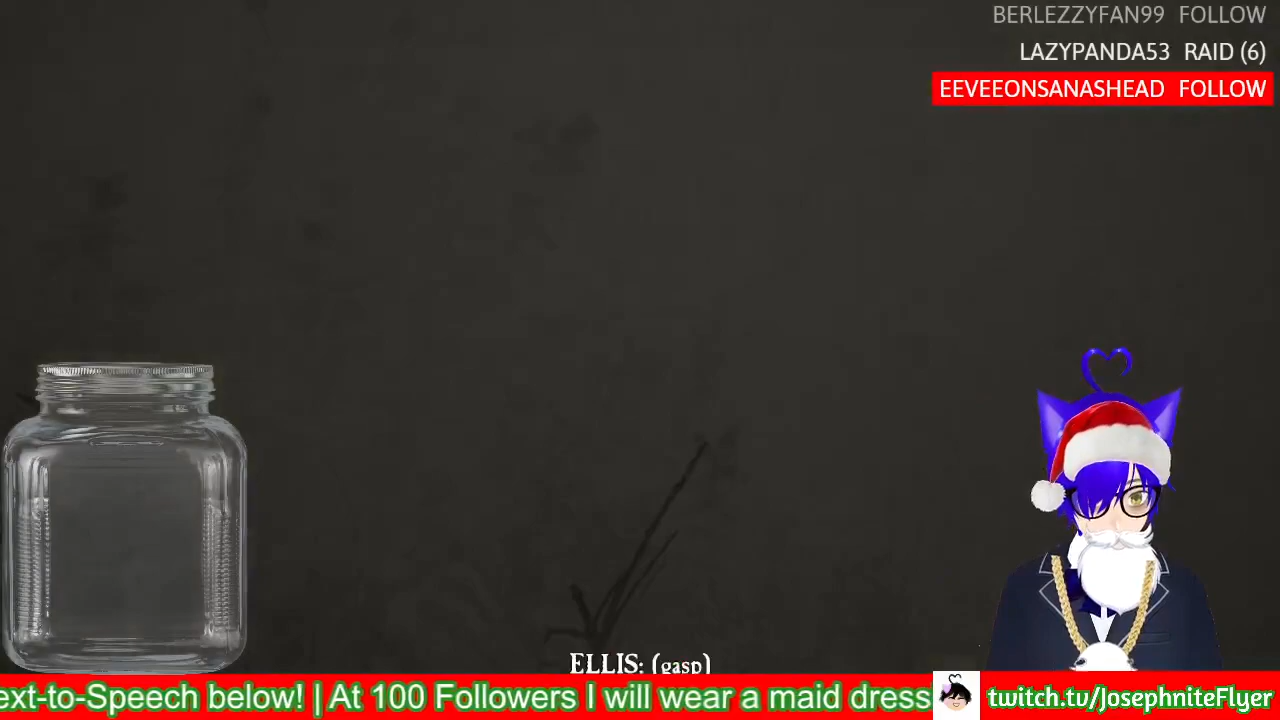 BERLEZZYFAN99 FOLLOW
LAZYPANDA53 RAID (6)
EEVEEONSANASHEAD FOLLOW
ELLIS: (gasp)
ext-to-Speech below! | At 100 Followers I will wear a maid dress
twitch.tv/JosephniteFlyer